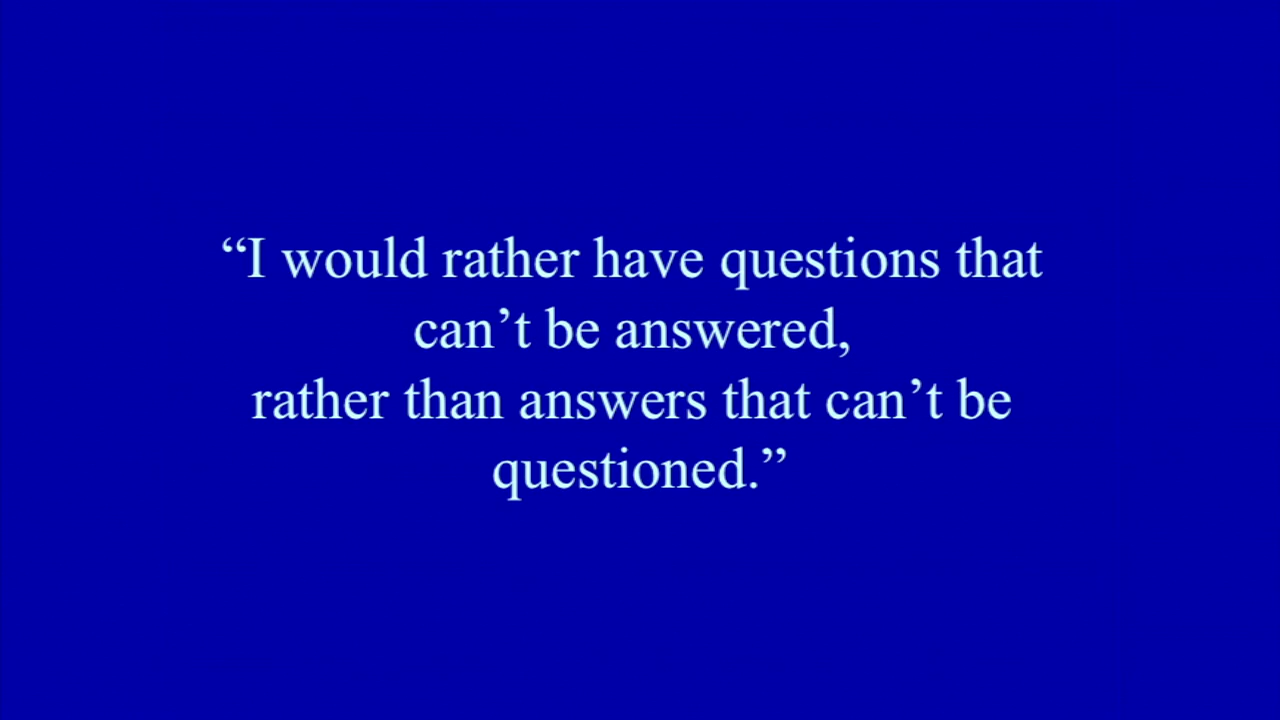 “I would rather have questions that
can’t be answered,
rather than answers that can’t be
questioned.”